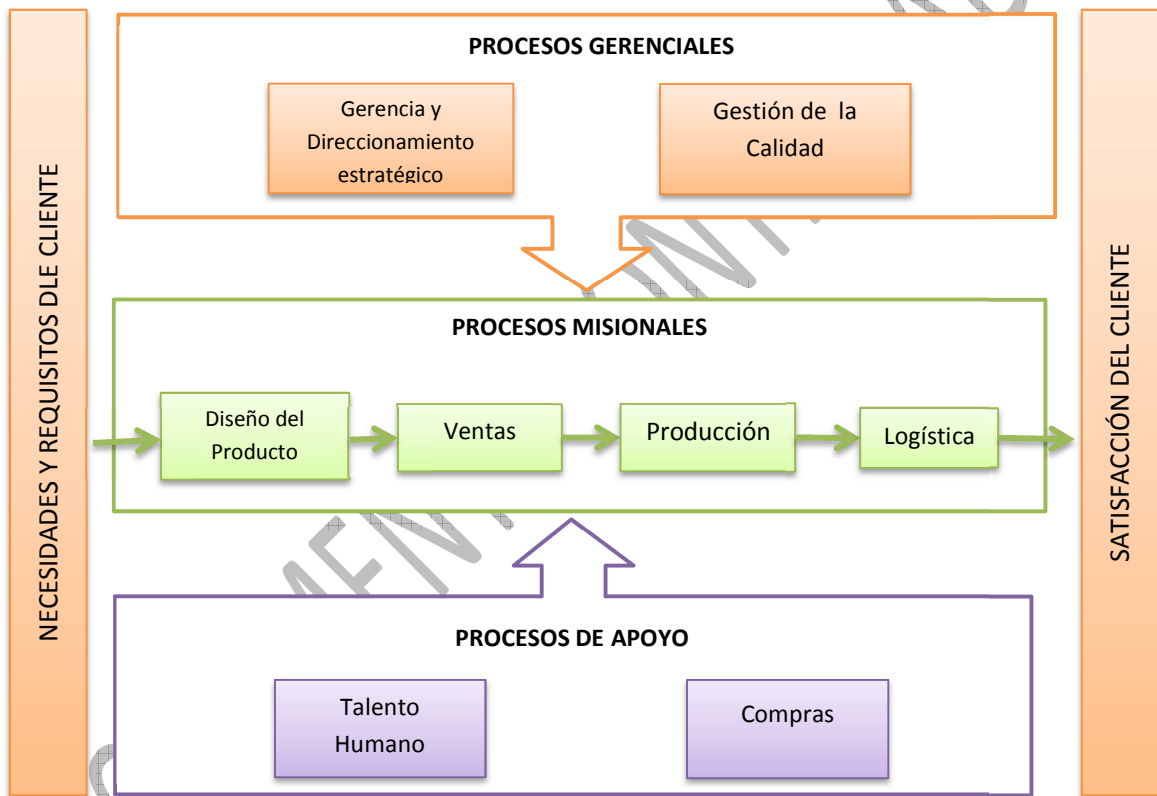 NECESIDADES Y REQUISITOS DLE CLIENTE
PROCESOS GERENCIALES
Gerencia y
Direccionamiento
estratégico
Gestión de la
Calidad
PROCESOS MISIONALES
Diseño del
Producto
Ventas
Producción
Logística
PROCESOS DE APOYO
Talento
Humano
Compras
SATISFACCIÓN DEL CLIENTE